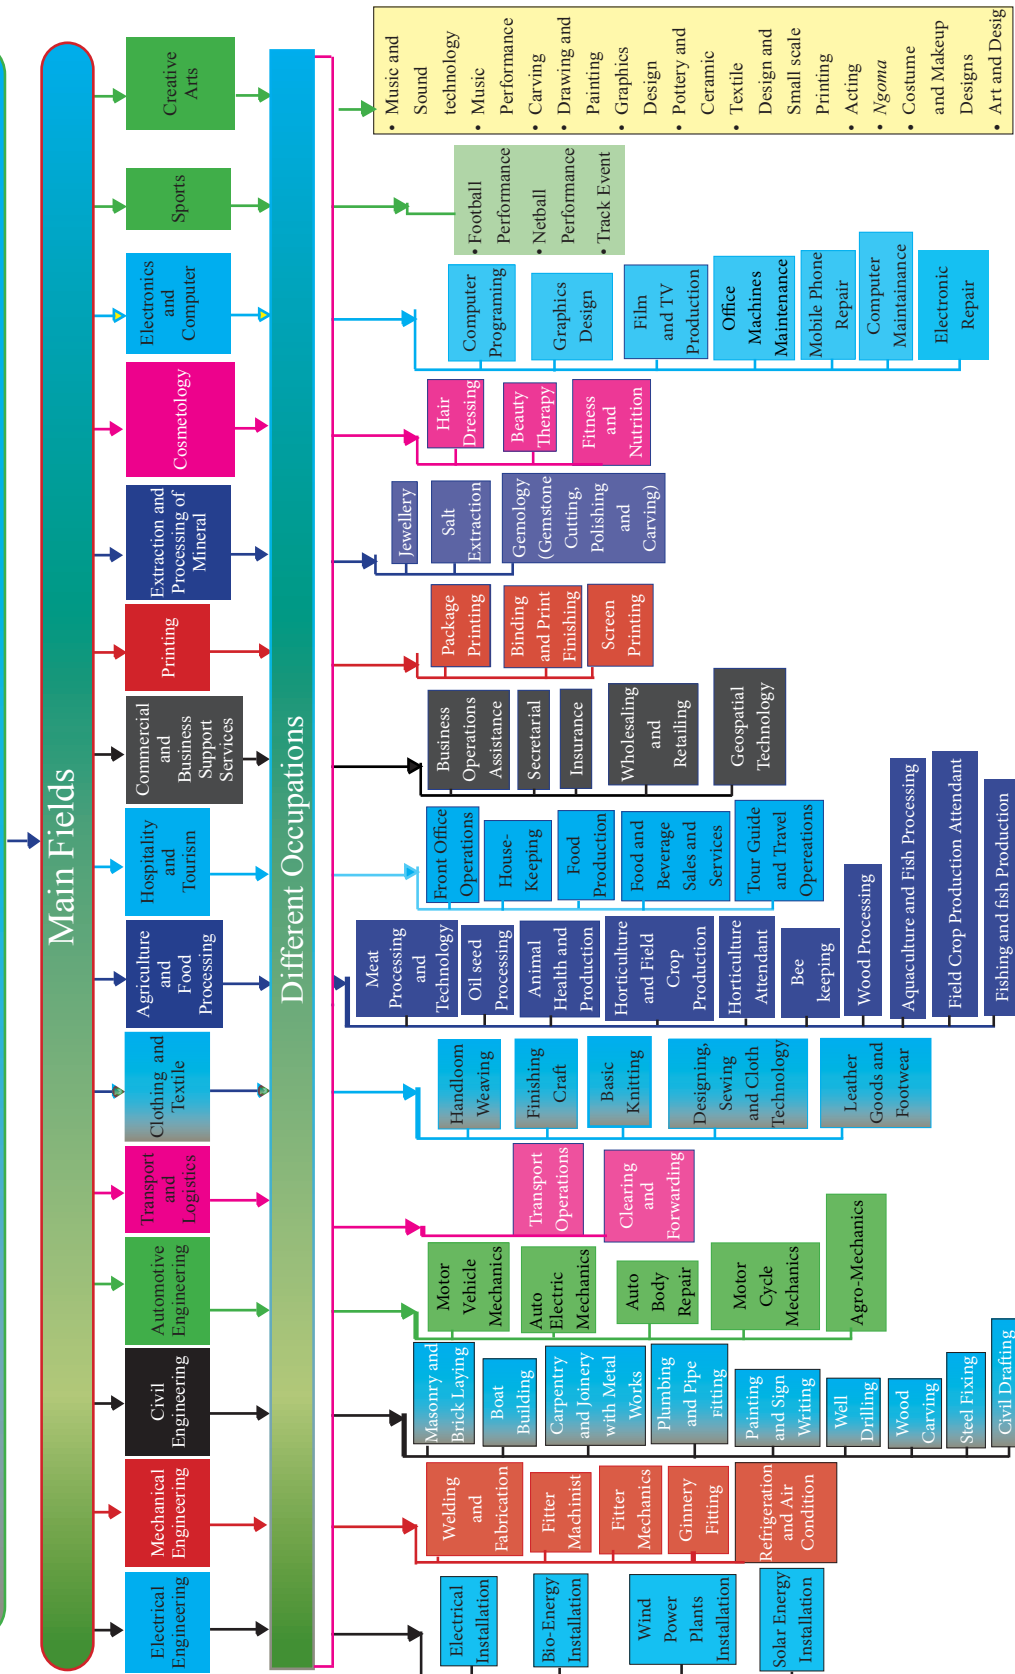 Main Fields
Electrical
Engineering
Mechanical
Engineering
Civil
Engineering
Automotive
Engineering
Transport
and
Logistics
Clothing and
Textile
Agriculture
and
Food
Processing
Hospitality
and
Tourism
Commercial
and
Business
Support
Services
Printing
Extraction and
Processing of
Mineral
Cosmetology
Electronics
and
Computer
Sports
Creative
Arts
Different Occupations
Electrical
Installation
Bio-Energy
Installation
Wind
Power
Plants
Installation
Solar Energy
Installation
Welding
and
Fabrication
Fitter
Machinist
Fitter
Mechanics
Ginnery
Fitting
Refrigeration
and Air
Condition
Masonry and
Brick Laying
Boat
Building
Carpentry
and Joinery
with Metal
Works
Plumbing
and Pipe
Fitting
Painting
and Sign
Writing
Well
Drilling
Wood
Carving
Steel Fixing
Civil Drafting
Motor
Vehicle
Mechanics
Auto
Electric
Mechanics
Auto
Body
Repair
Motor
Cycle
Mechanics
Agro-Mechanics
Transport
Operations
Clearing
and
Forwarding
Handloom
Weaving
Finishing
Craft
Basic
Knitting
Designing,
Sewing
and Cloth
Technology
Leather
Goods and
Footwear
Meat
Processing
and
Technology
Oil seed
Processing
Animal
Health and
Production
Horticulture
and Field
Crop
Production
Horticulture
Attendant
Bee
keeping
Wood Processing
Aquaculture and Fish Processing
Field Crop Production Attendant
Fishing and fish Production
Front Office
Operations
House-
Keeping
Food
Production
Food and
Beverage
Sales and
Services
Tour Guide
and Travel
Opereations
Business
Operations
Assistance
Secretarial
Insurance
Wholesaling
and
Retailing
Geospatial
Technology
Package
Printing
Binding
and Print
Finishing
Screen
Printing
Jewellery
Salt
Extraction
Gemology
(Gemstone
Cutting,
Polishing
and
Carving)
Hair
Dressing
Beauty
Therapy
Fitness
and
Nutrition
Computer
Programing
Graphics
Design
Film
and TV
Production
Office
Machines
Maintenance
Mobile Phone
Repair
Computer
Maintainance
Electronic
Repair
• Football
Performance
• Netball
Performance
• Track Event
• Music and
Sound
technology
• Music
Performance
• Carving
• Drawing and
Painting
• Graphics
Design
• Pottery and
Ceramic
• Textile
Design and
Small scale
Printing
• Acting
• Ngoma
• Costume
and Makeup
Designs
• Art and Desig